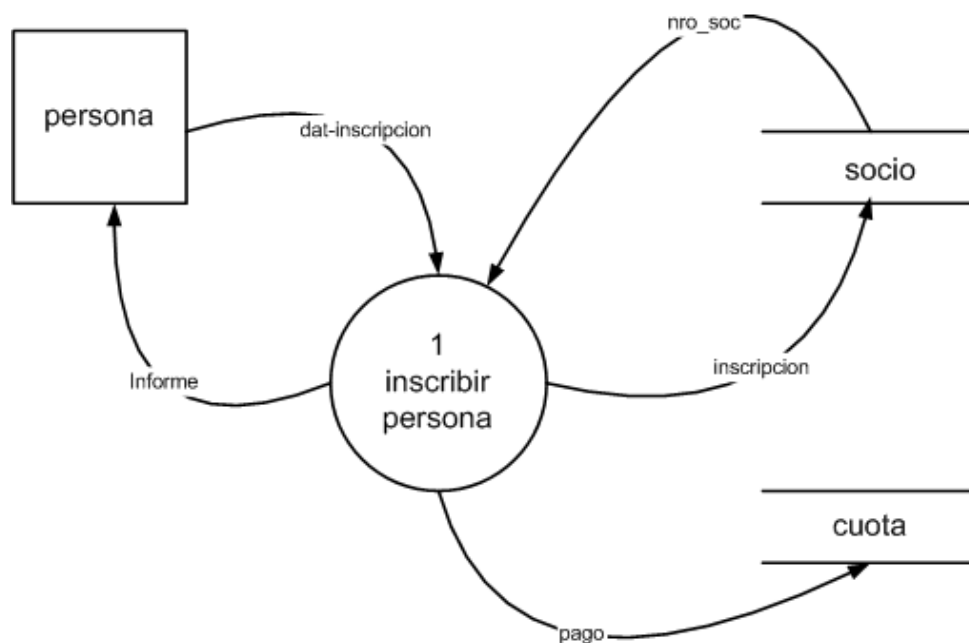 nro_soc
persona
dat-inscripcion
socio
1
inscribir
persona
Informe
inscripcion
cuota
pago